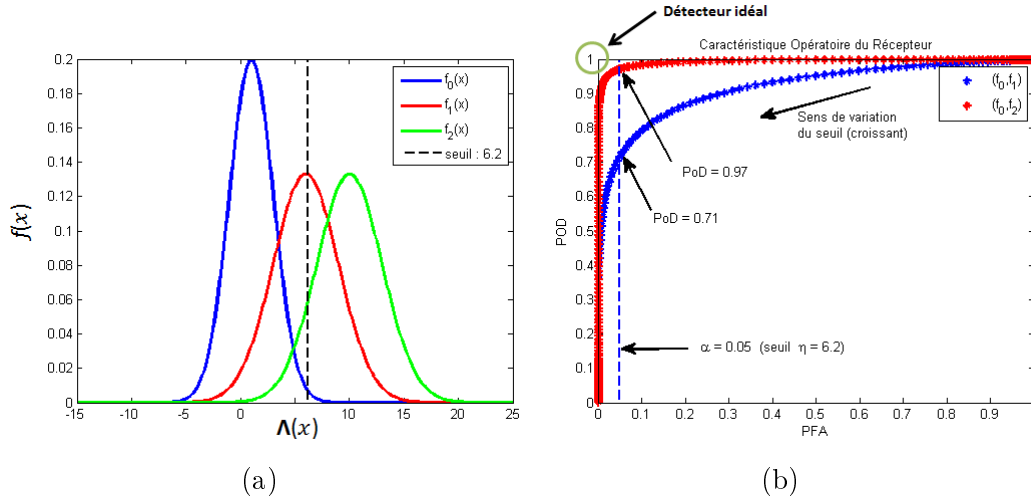 Détecteur idéal
Caractéristique Opératoire du Récepteur
0.2
0.18
0.16
0.14
0.12
0.1
0.08
0.06
0.04
0.02
0
f(x)
-15
-5
0
5
10
15
20
25
Λ(x)
f₀(x)
f₁(x)
f₂(x)
seuil : 6.2
(a)
1
0.9
0.8
0.7
0.6
0.5
0.4
0.3
0.2
0.1
0
POD
0
0.1
0.2
0.3
0.4
0.5
0.6
0.7
0.8
0.9
PFA
(f₀,f₁)
(f₀,f₂)
Sens de variation
du seuil (croissant)
PoD = 0.97
PoD = 0.71
α = 0.05 (seuil η = 6.2)
(b)